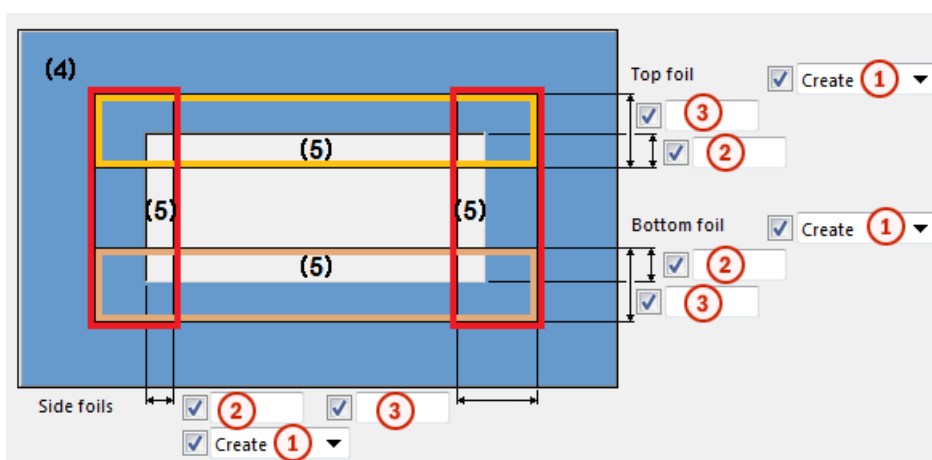 (4)
Top foil
Create 1
3
(5)
2
(5)
(5)
Bottom foil
Create 1
(5)
2
3
Side foils
2
3
Create 1